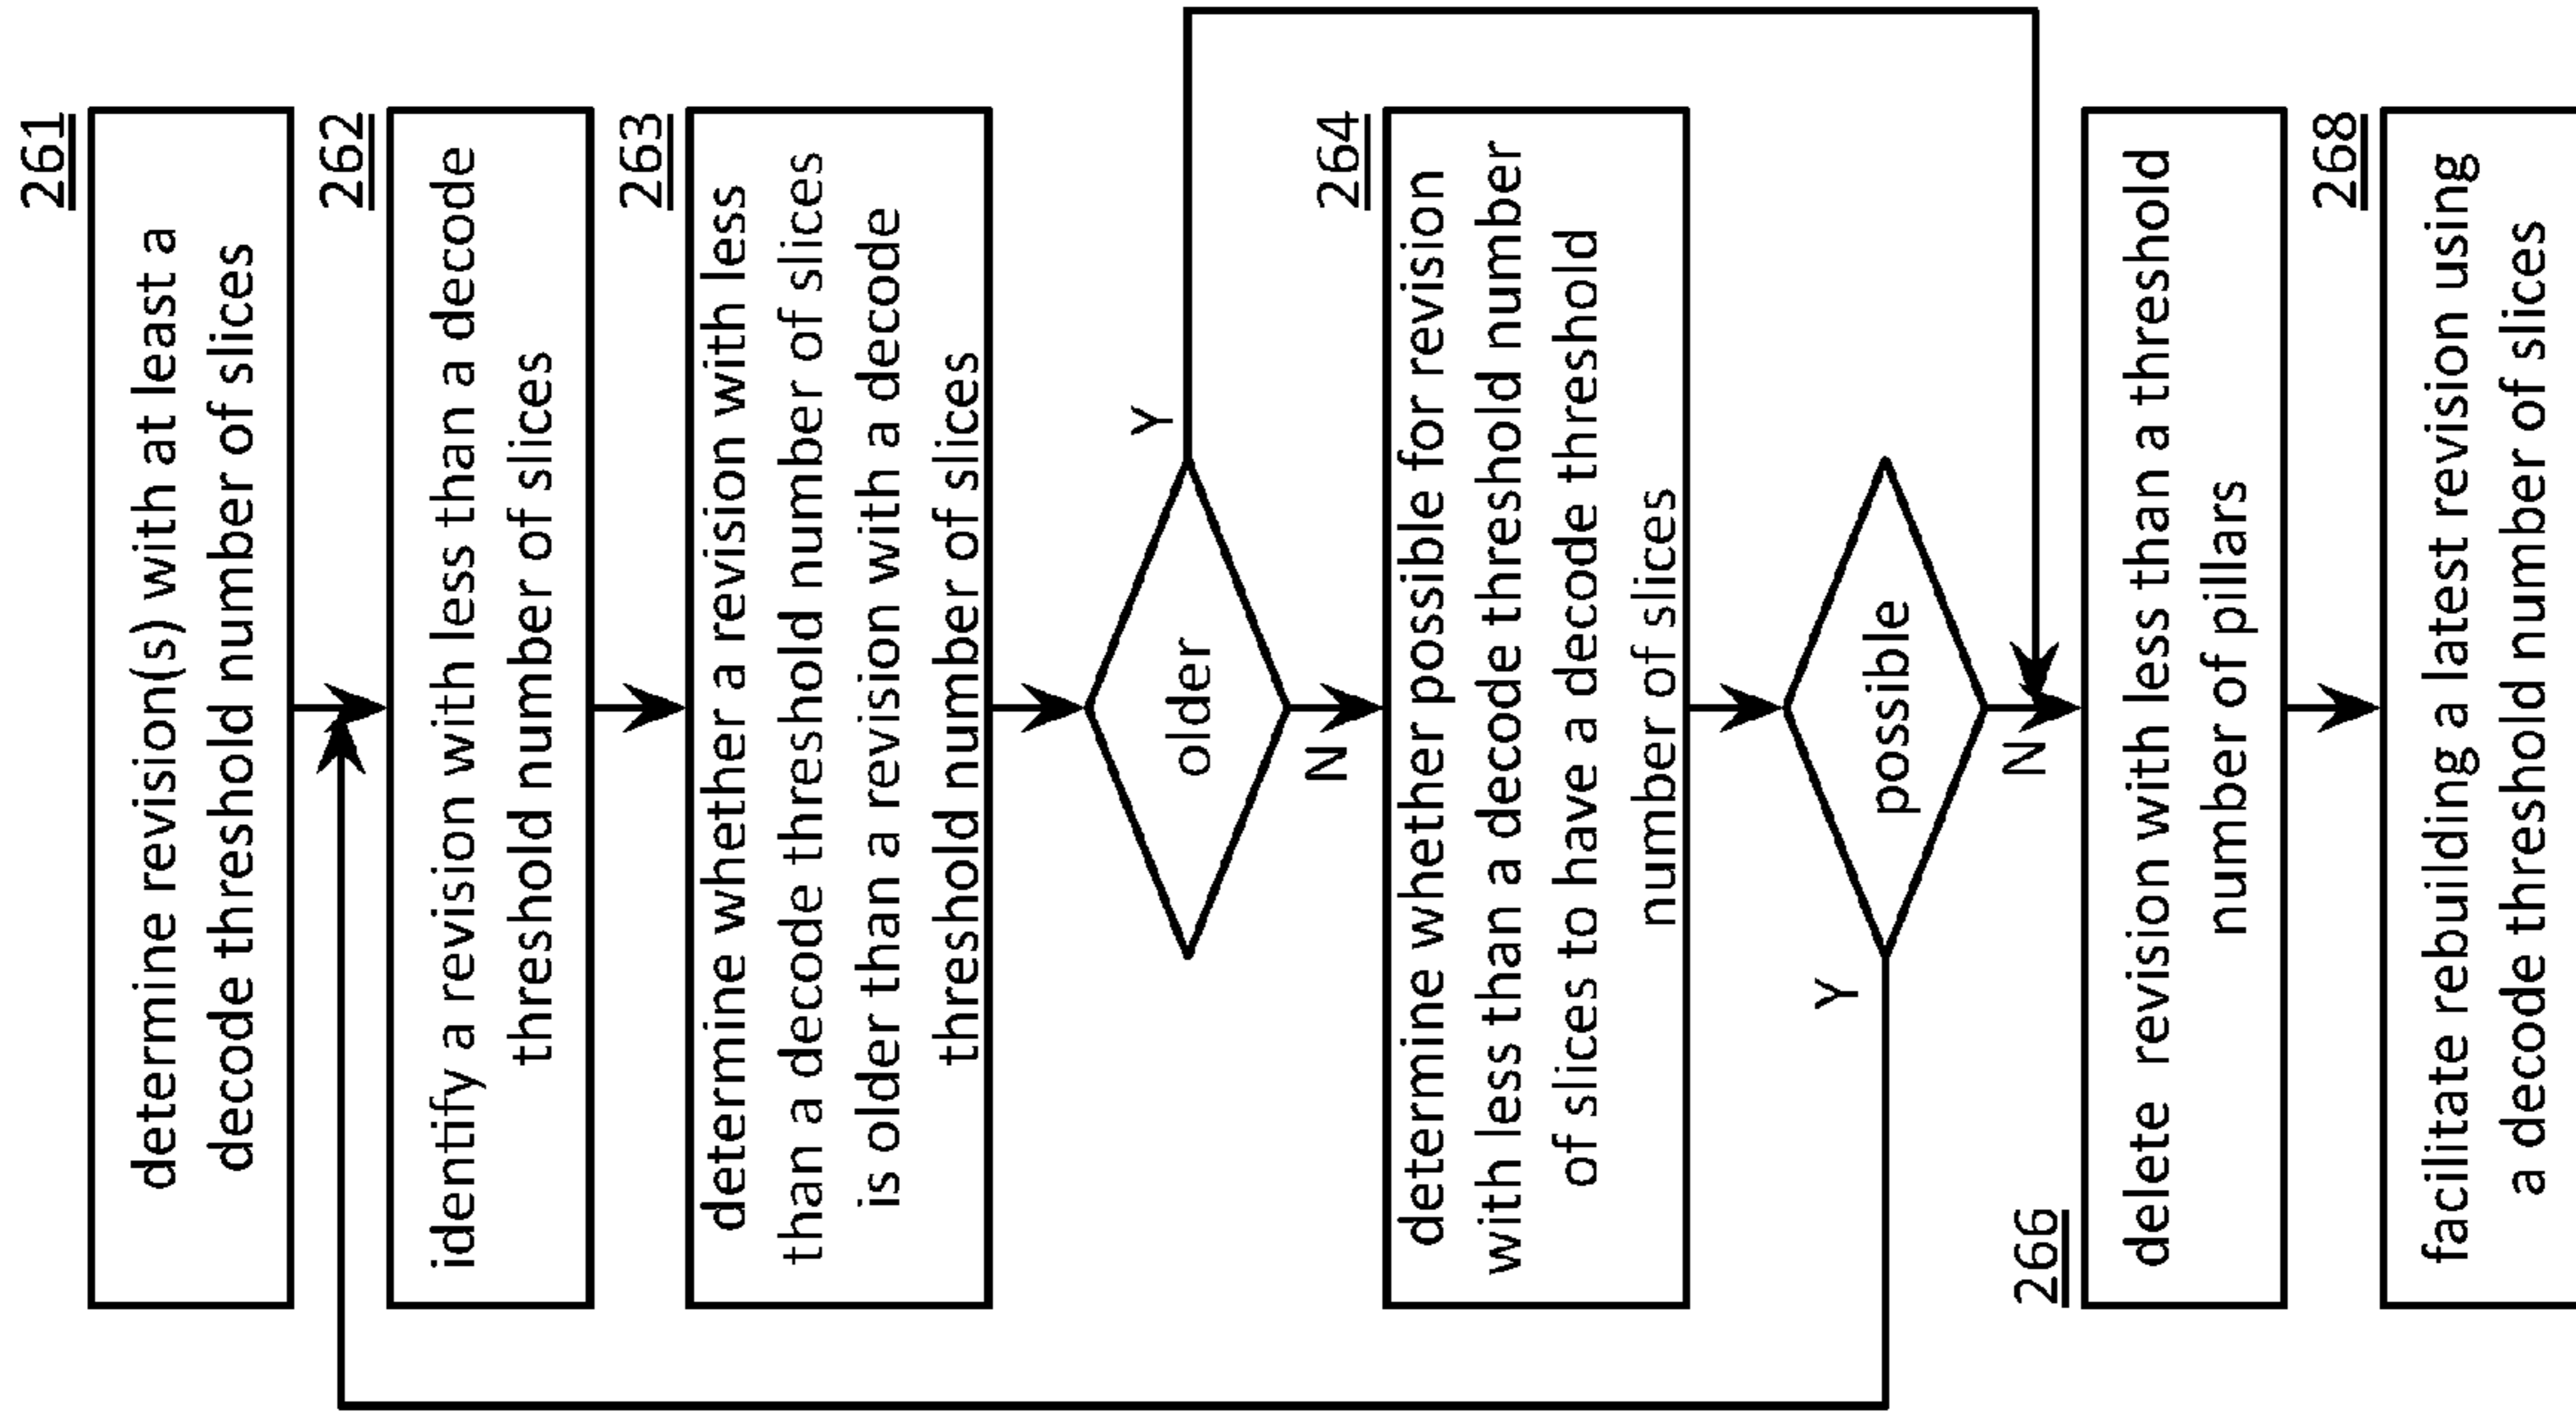 261
determine revision(s) with at least a
decode threshold number of slices
262
identify a revision with less than a decode
threshold number of slices
263
determine whether a revision with less
than a decode threshold number of slices
is older than a revision with a decode
threshold number of slices
older
Y
N
264
determine whether possible for revision
with less than a decode threshold number
of slices to have a decode threshold
number of slices
possible
Y
N
266
delete revision with less than a threshold
number of pillars
268
facilitate rebuilding a latest revision using
a decode threshold number of slices